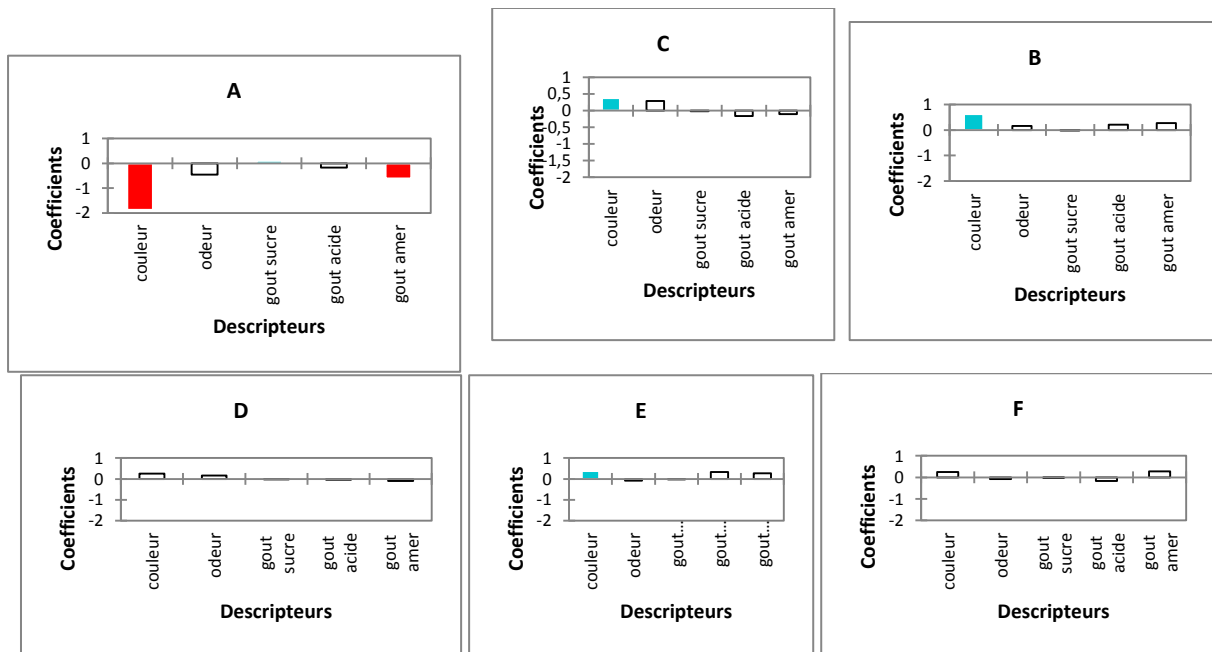 A
1
0
-1
-2
Coefficients
couleur
odeur
gout sucre
gout acide
gout amer
Descripteurs
C
1
0,5
0
-0,5
-1
-1,5
-2
Coefficients
couleur
odeur
gout sucre
gout acide
gout amer
Descripteurs
B
1
0
-1
-2
Coefficients
couleur
odeur
gout sucre
gout acide
gout amer
Descripteurs
D
1
0
-1
-2
Coefficients
couleur
odeur
gout
sucre
gout
acide
gout
amer
Descripteurs
E
1
0
-1
-2
Coefficients
couleur
odeur
gout...
gout...
gout...
Descripteurs
F
1
0
-1
-2
Coefficients
couleur
odeur
gout
sucre
gout
acide
gout
amer
Descripteurs